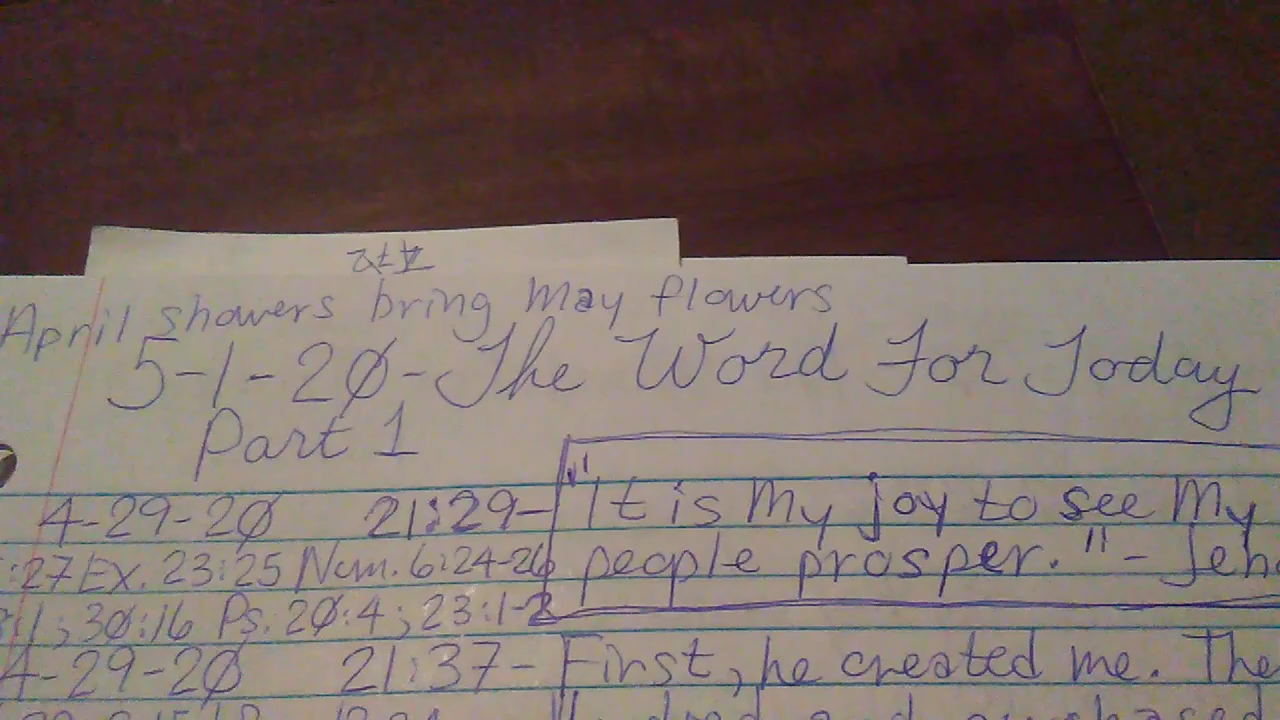 April showers bring May flowers
5-1-2Ø-The Word For Today
Part 1
4-29-2Ø 21:29-"It is My joy to see My
:27 Ex. 23:25 Num. 6:24-26 people prosper."-Jeh
:1; 3Ø:16 Ps. 2Ø:4; 23:1-2
4-29-2Ø 21:37-First, he created me. The